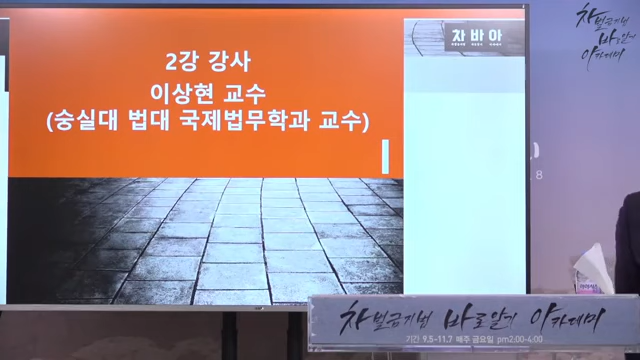 2강 강사
이상현 교수
(숭실대 법대 국제법무학과 교수)
차바아
차별금지법
바로알기
아카데미
8
차별금지법 바로알기 아카데미
기간 9.5-11.7 매주 금요일 pm2:00-4:00